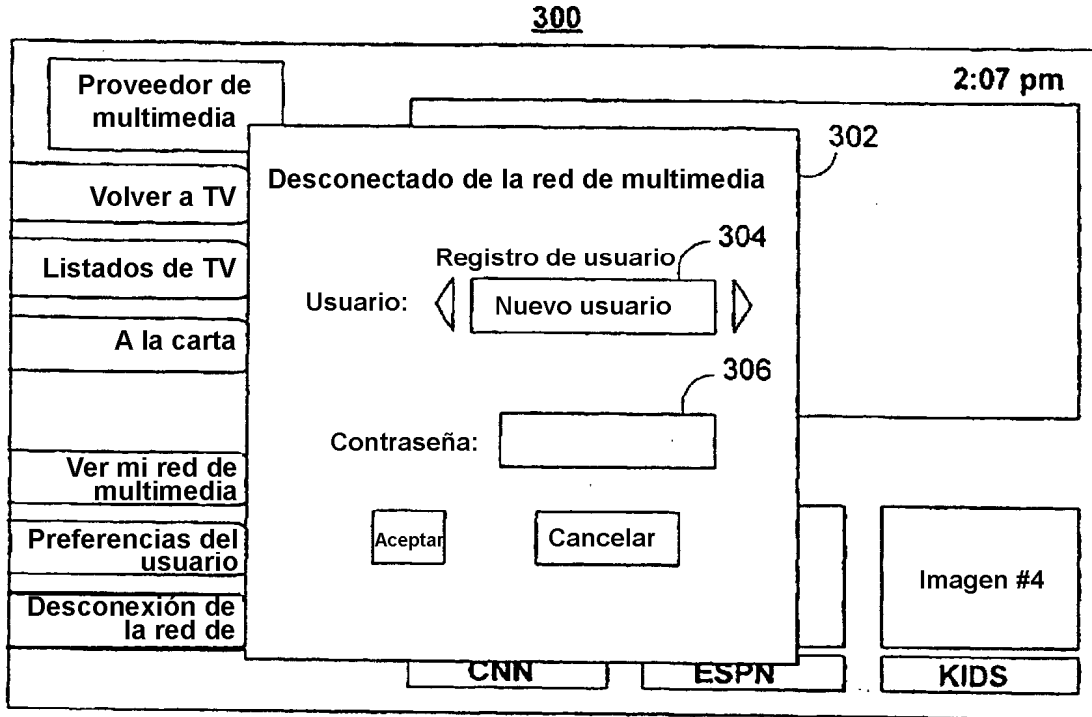 300
2:07 pm
Proveedor de
multimedia
302
Volver a TV
Desconectado de la red de multimedia
304
Listados de TV
Registro de usuario
Usuario:
Nuevo usuario
A la carta
306
Contraseña:
Ver mi red de
multimedia
Preferencias del
usuario
Aceptar
Cancelar
Imagen #4
Desconexión de
la red de
CNN
ESPN
KIDS